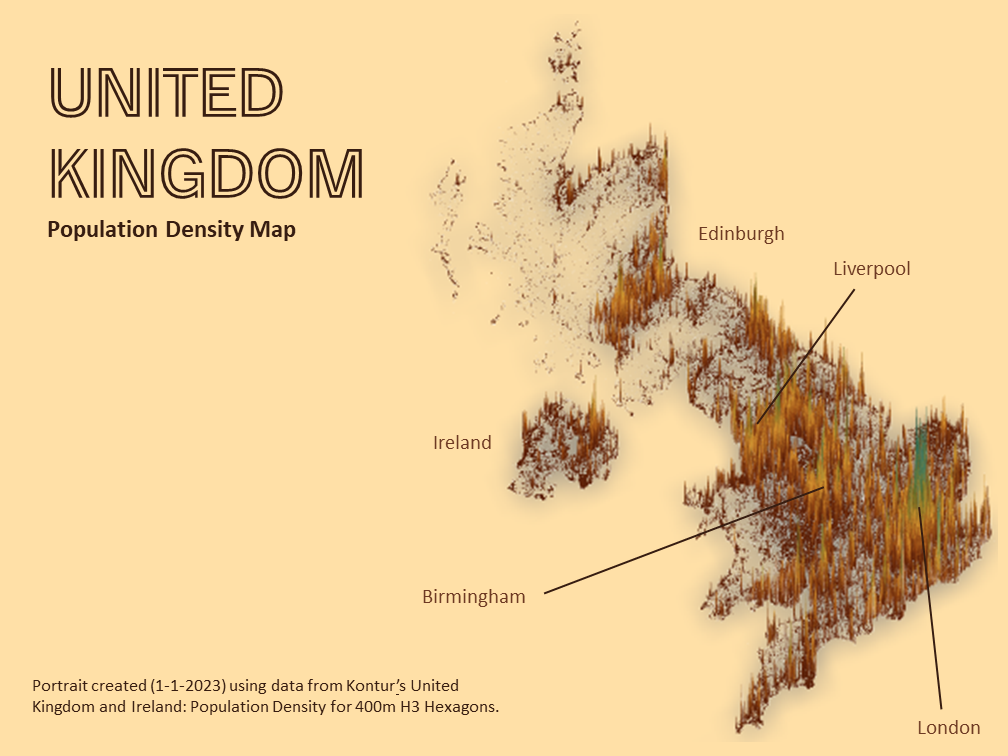 UNITED
KINGDOM
Population Density Map
Edinburgh
Liverpool
Ireland
Birmingham
London
Portrait created (1-1-2023) using data from Kontur’s United
Kingdom and Ireland: Population Density for 400m H3 Hexagons.